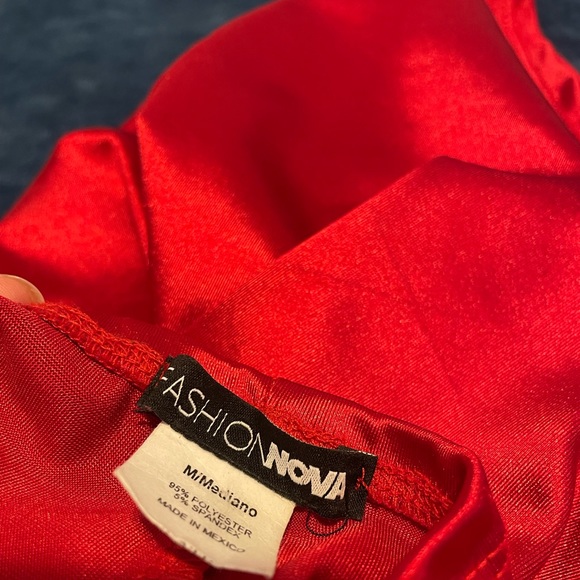 FASHIONNOVA
M/Mediano
95% POLYESTER
5% SPANDEX
MADE IN MEXICO